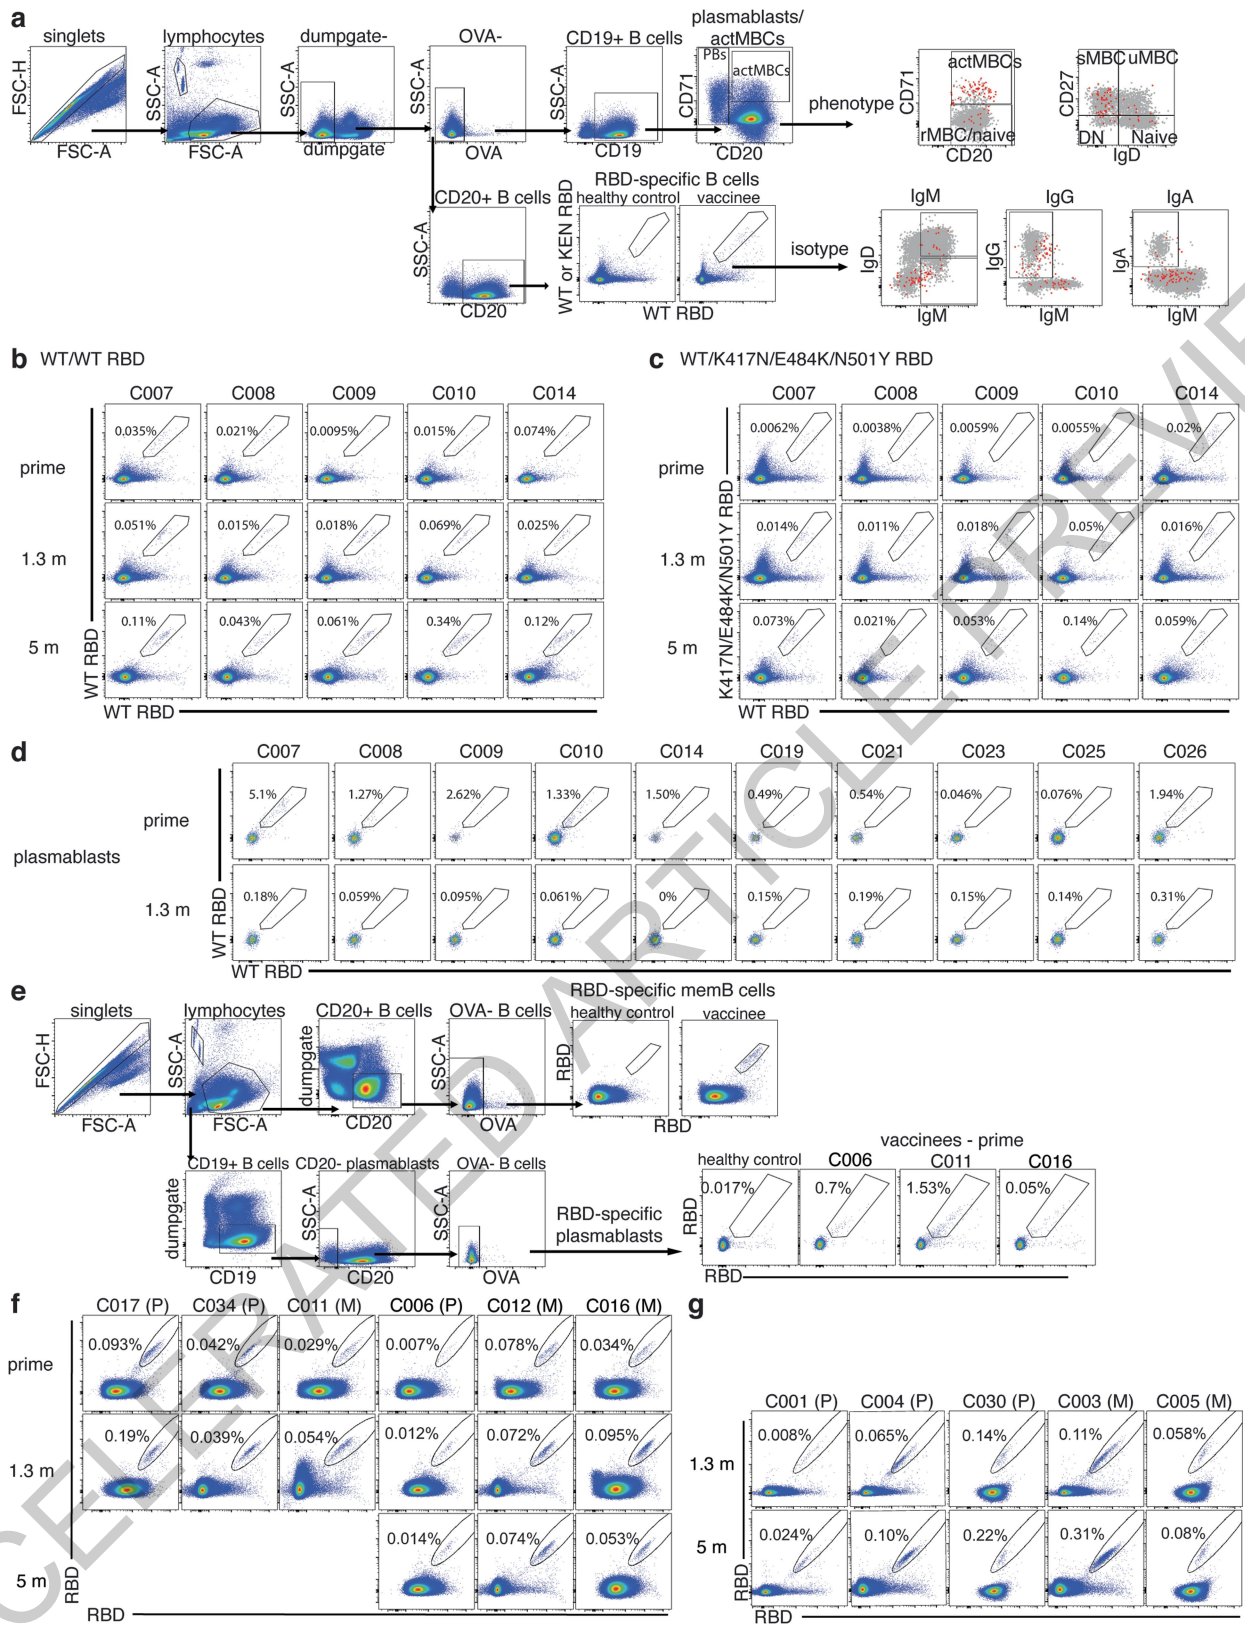 a
singlets
lymphocytes
dumpgate-
OVA-
CD19+ B cells
plasmablasts/
actMBCs
FSC-H
FSC-A
SSC-A
FSC-A
SSC-A
dumpgate
SSC-A
OVA
SSC-A
CD19
CD71
PBs
actMBCs
CD20
phenotype
CD71
actMBCs
rMBC/naive
CD20
CD27
sMBC uMBC
DN Naive
IgD
CD20+ B cells
SSC-A
CD20
RBD-specific B cells
healthy control vaccinee
WT or KEN RBD
WT RBD
isotype
IgM IgG IgA
IgD
IgM
IgG
IgM
IgA
IgM
b WT/WT RBD
C007 C008 C009 C010 C014
prime 0.035% 0.021% 0.0095% 0.015% 0.074%
1.3 m 0.051% 0.015% 0.018% 0.069% 0.025%
5 m 0.11% 0.043% 0.061% 0.34% 0.12%
WT RBD
WT RBD
c WT/K417N/E484K/N501Y RBD
C007 C008 C009 C010 C014
prime 0.0062% 0.0038% 0.0059% 0.0055% 0.02%
1.3 m 0.014% 0.011% 0.018% 0.05% 0.016%
5 m 0.073% 0.021% 0.053% 0.14% 0.059%
K417N/E484K/N501Y RBD
WT RBD
d
C007 C008 C009 C010 C014 C019 C021 C023 C025 C026
plasmablasts
prime 5.1% 1.27% 2.62% 1.33% 1.50% 0.49% 0.54% 0.046% 0.076% 1.94%
1.3 m 0.18% 0.059% 0.095% 0.061% 0% 0.15% 0.19% 0.15% 0.14% 0.31%
WT RBD
WT RBD
e
singlets
lymphocytes
CD20+ B cells
OVA- B cells
RBD-specific memB cells
healthy control vaccinee
FSC-H
FSC-A
SSC-A
FSC-A
dumpgate
CD20
SSC-A
OVA
RBD
RBD
CD19+ B cells
CD20- plasmablasts
OVA- B cells
dumpgate
CD19
SSC-A
CD20
SSC-A
OVA
RBD-specific
plasmablasts
vaccinees - prime
healthy control C006 C011 C016
0.017% 0.7% 1.53% 0.05%
RBD
RBD
f
C017 (P) C034 (P) C011 (M) C006 (P) C012 (M) C016 (M)
prime 0.093% 0.042% 0.029% 0.007% 0.078% 0.034%
1.3 m 0.19% 0.039% 0.054% 0.012% 0.072% 0.095%
5 m 0.014% 0.074% 0.053%
RBD
RBD
g
C001 (P) C004 (P) C030 (P) C003 (M) C005 (M)
1.3 m 0.008% 0.065% 0.14% 0.11% 0.058%
5 m 0.024% 0.10% 0.22% 0.31% 0.08%
RBD
RBD
CELERATED ARTICLE PREVIE